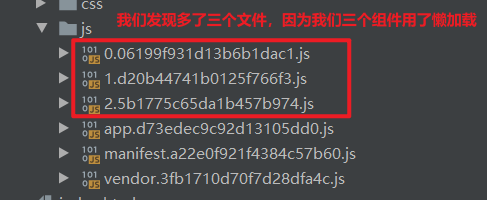 css
我们发现多了三个文件，因为我们三个组件用了懒加载
js
0.06199f931d13b6b1dac1.js
1.d20b44741b0125f766f3.js
2.5b1775c65da1b457b974.js
app.d73edec9c92d13105dd0.js
manifest.a22e0f921f4384c57b60.js
vendor.3fb1710d70f7d28dfa4c.js